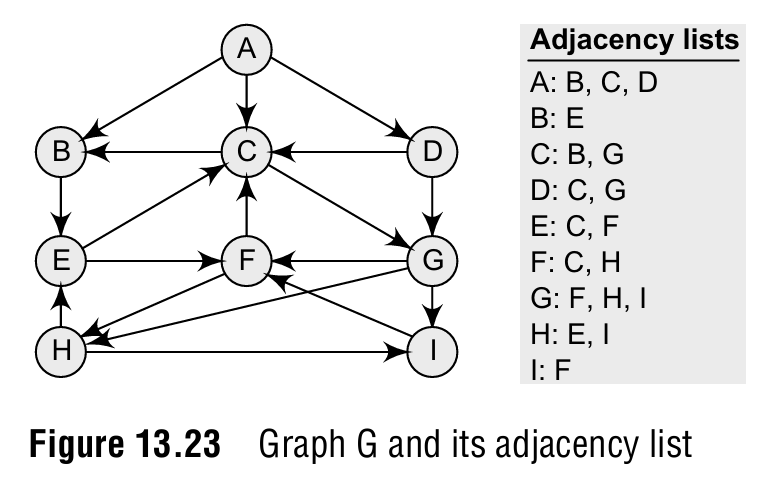 A
B
C
D
E
F
G
H
I
Adjacency lists
A: B, C, D
B: E
C: B, G
D: C, G
E: C, F
F: C, H
G: F, H, I
H: E, I
I: F
Figure 13.23 Graph G and its adjacency list